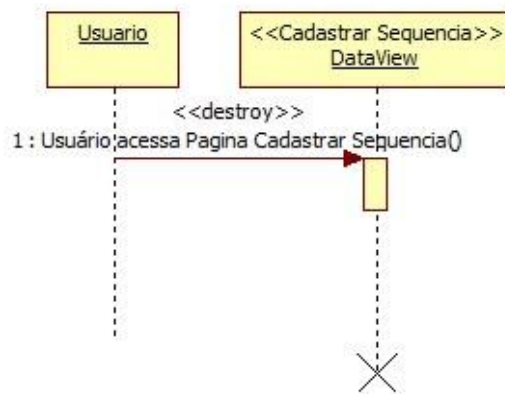 Usuario
<<Cadastrar Sequencia>>
DataView
<<destroy>>
1 : Usuário acessa Pagina Cadastrar Sequencia()